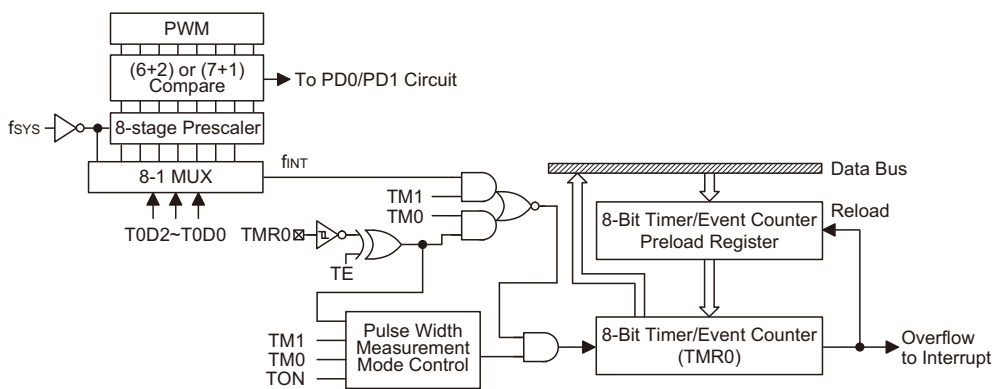 PWM
(6+2) or (7+1)
Compare
To PD0/PD1 Circuit
fSYS
8-stage Prescaler
8-1 MUX
fINT
T0D2~T0D0
TM1
TM0
TMR0
TE
TM1
TM0
TON
Pulse Width
Measurement
Mode Control
Data Bus
8-Bit Timer/Event Counter
Preload Register
Reload
8-Bit Timer/Event Counter
(TMR0)
Overflow
to Interrupt